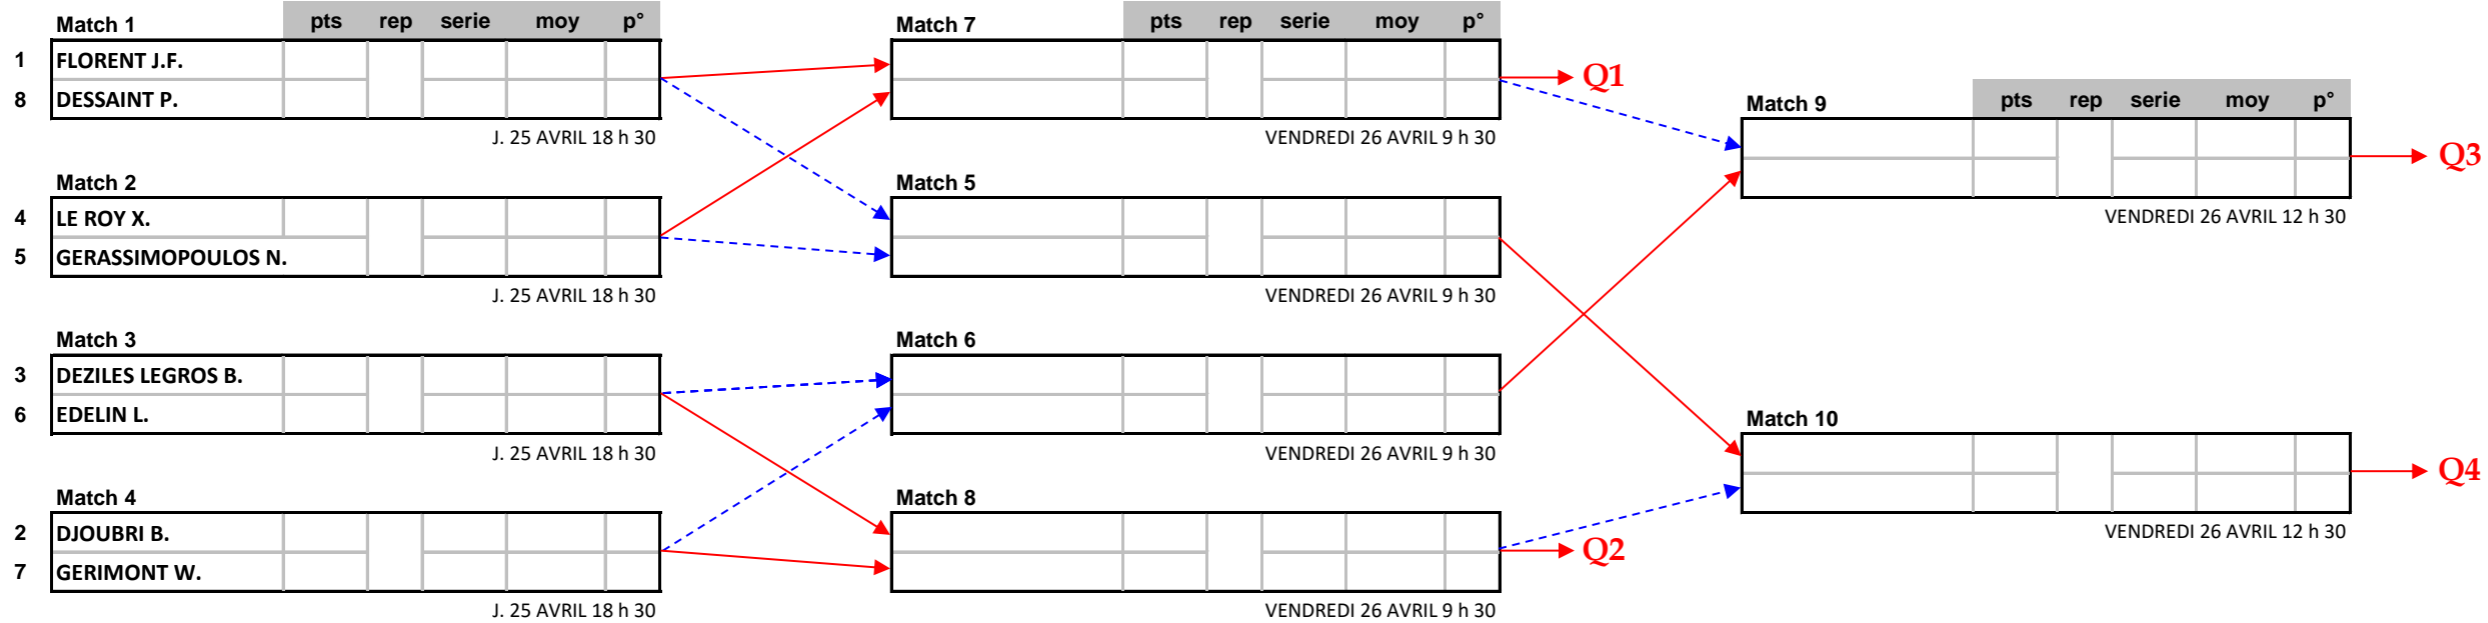 Match 1 pts rep serie moy p°
1 FLORENT J.F.
8 DESSAINT P.
J. 25 AVRIL 18 h 30
Match 2
4 LE ROY X.
5 GERASSIMOPOULOS N.
J. 25 AVRIL 18 h 30
Match 3
3 DEZILES LEGROS B.
6 EDELIN L.
J. 25 AVRIL 18 h 30
Match 4
2 DJOUBRI B.
7 GERIMONT W.
J. 25 AVRIL 18 h 30
Match 7 pts rep serie moy p°
Q1
VENDREDI 26 AVRIL 9 h 30
Match 5
VENDREDI 26 AVRIL 9 h 30
Match 6
VENDREDI 26 AVRIL 9 h 30
Match 8
Q2
VENDREDI 26 AVRIL 9 h 30
Match 9 pts rep serie moy p°
Q3
VENDREDI 26 AVRIL 12 h 30
Match 10
Q4
VENDREDI 26 AVRIL 12 h 30